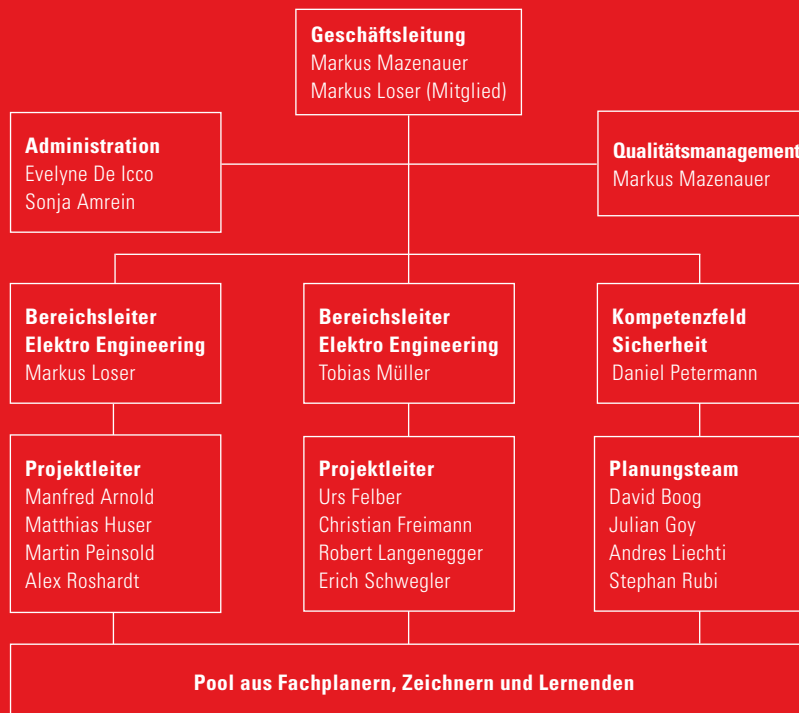 Geschäftsleitung
Markus Mazenauer
Markus Loser (Mitglied)
Administration
Evelyne De Icco
Sonja Amrein
Qualitätsmanagement
Markus Mazenauer
Bereichsleiter
Elektro Engineering
Markus Loser
Bereichsleiter
Elektro Engineering
Tobias Müller
Kompetenzfeld
Sicherheit
Daniel Petermann
Projektleiter
Manfred Arnold
Matthias Huser
Martin Peinsold
Alex Roshardt
Projektleiter
Urs Felber
Christian Freimann
Robert Langenegger
Erich Schwegler
Planungsteam
David Boog
Julian Goy
Andres Liechti
Stephan Rubi
Pool aus Fachplanern, Zeichnern und Lernenden